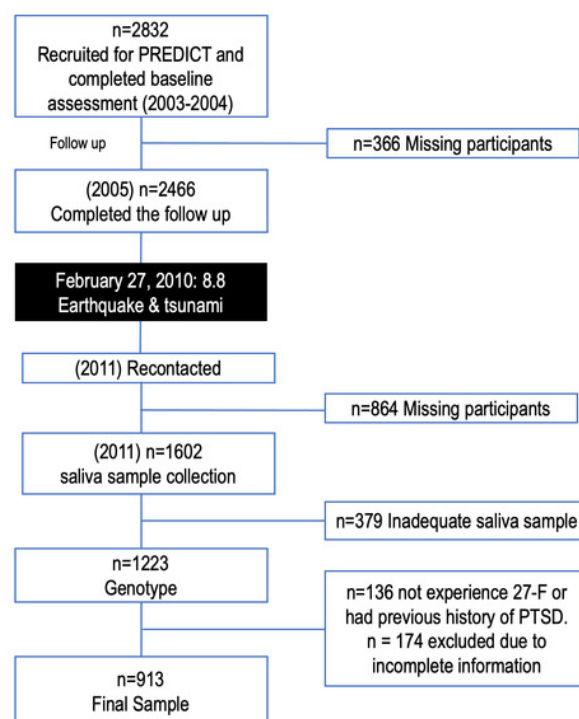 n=2832
Recruited for PREDICT and
completed baseline
assessment (2003-2004)
Follow up
n=366 Missing participants
(2005) n=2466
Completed the follow up
February 27, 2010: 8.8
Earthquake & tsunami
(2011) Recontacted
n=864 Missing participants
(2011) n=1602
saliva sample collection
n=379 Inadequate saliva sample
n=1223
Genotype
n=136 not experience 27-F or
had previous history of PTSD.
n = 174 excluded due to
incomplete information
n=913
Final Sample